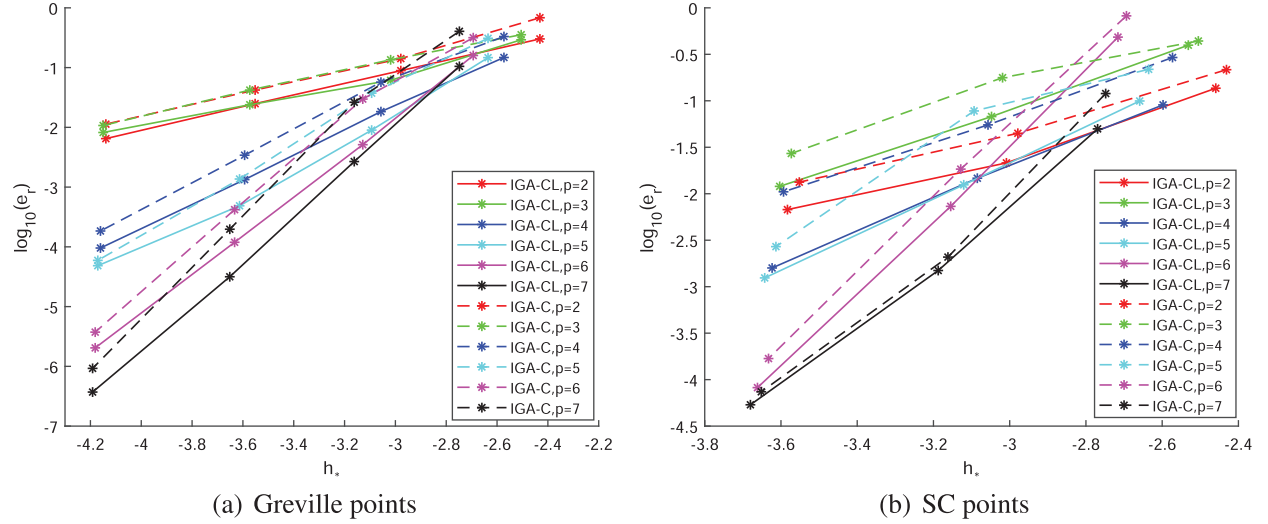 0
-1
-2
-3
-4
-5
-6
-7
log10(er)
-4.2 -4 -3.8 -3.6 -3.4 -3.2 -3 -2.8 -2.6 -2.4 -2.2
h*
IGA-CL,p=2
IGA-CL,p=3
IGA-CL,p=4
IGA-CL,p=5
IGA-CL,p=6
IGA-CL,p=7
IGA-C,p=2
IGA-C,p=3
IGA-C,p=4
IGA-C,p=5
IGA-C,p=6
IGA-C,p=7
(a) Greville points
0
-0.5
-1
-1.5
-2
-2.5
-3
-3.5
-4
-4.5
log10(er)
-3.8 -3.6 -3.4 -3.2 -3 -2.8 -2.6 -2.4
h*
IGA-CL,p=2
IGA-CL,p=3
IGA-CL,p=4
IGA-CL,p=5
IGA-CL,p=6
IGA-CL,p=7
IGA-C,p=2
IGA-C,p=3
IGA-C,p=4
IGA-C,p=5
IGA-C,p=6
IGA-C,p=7
(b) SC points